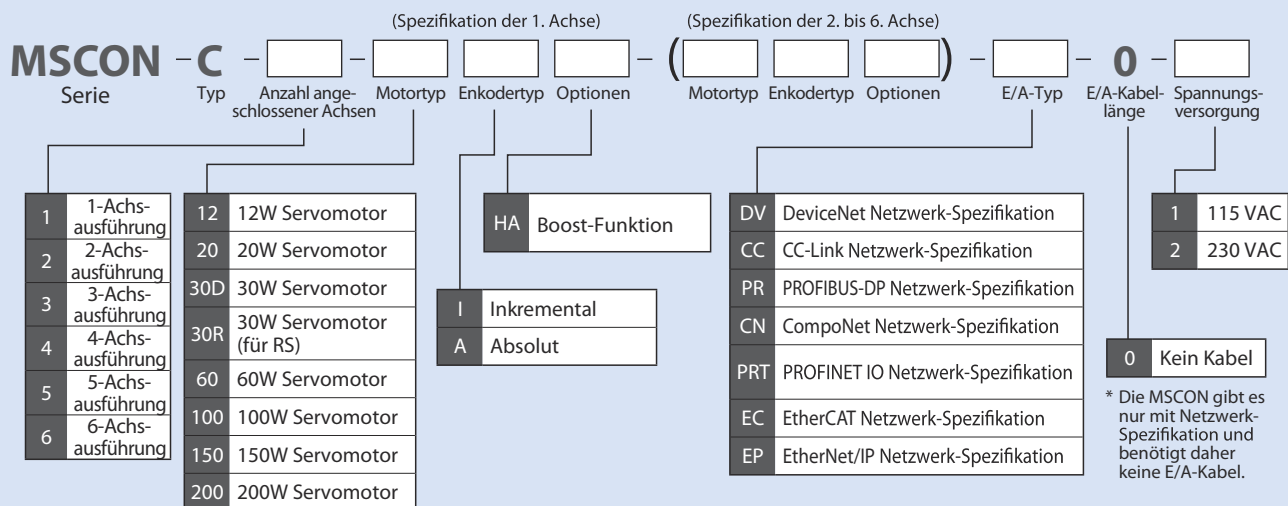 (Spezifikation der 1. Achse)
(Spezifikation der 2. bis 6. Achse)
MSCON – C – – – ( ) – – 0 –
Serie
Typ
Anzahl ange-
schlossener Achsen
Motortyp
Enkodertyp
Optionen
Motortyp
Enkodertyp
Optionen
E/A-Typ
E/A-Kabel-
länge
Spannungs-
versorgung
1 1-Achs-
ausführung
2 2-Achs-
ausführung
3 3-Achs-
ausführung
4 4-Achs-
ausführung
5 5-Achs-
ausführung
6 6-Achs-
ausführung
12 12W Servomotor
20 20W Servomotor
30D 30W Servomotor
30R 30W Servomotor
(für RS)
60 60W Servomotor
100 100W Servomotor
150 150W Servomotor
200 200W Servomotor
HA Boost-Funktion
I Inkremental
A Absolut
DV DeviceNet Netzwerk-Spezifikation
CC CC-Link Netzwerk-Spezifikation
PR PROFIBUS-DP Netzwerk-Spezifikation
CN CompoNet Netzwerk-Spezifikation
PRT PROFINET IO Netzwerk-Spezifikation
EC EtherCAT Netzwerk-Spezifikation
EP EtherNet/IP Netzwerk-Spezifikation
1 115 VAC
2 230 VAC
0 Kein Kabel
* Die MSCON gibt es
nur mit Netzwerk-
Spezifikation und
benötigt daher
keine E/A-Kabel.